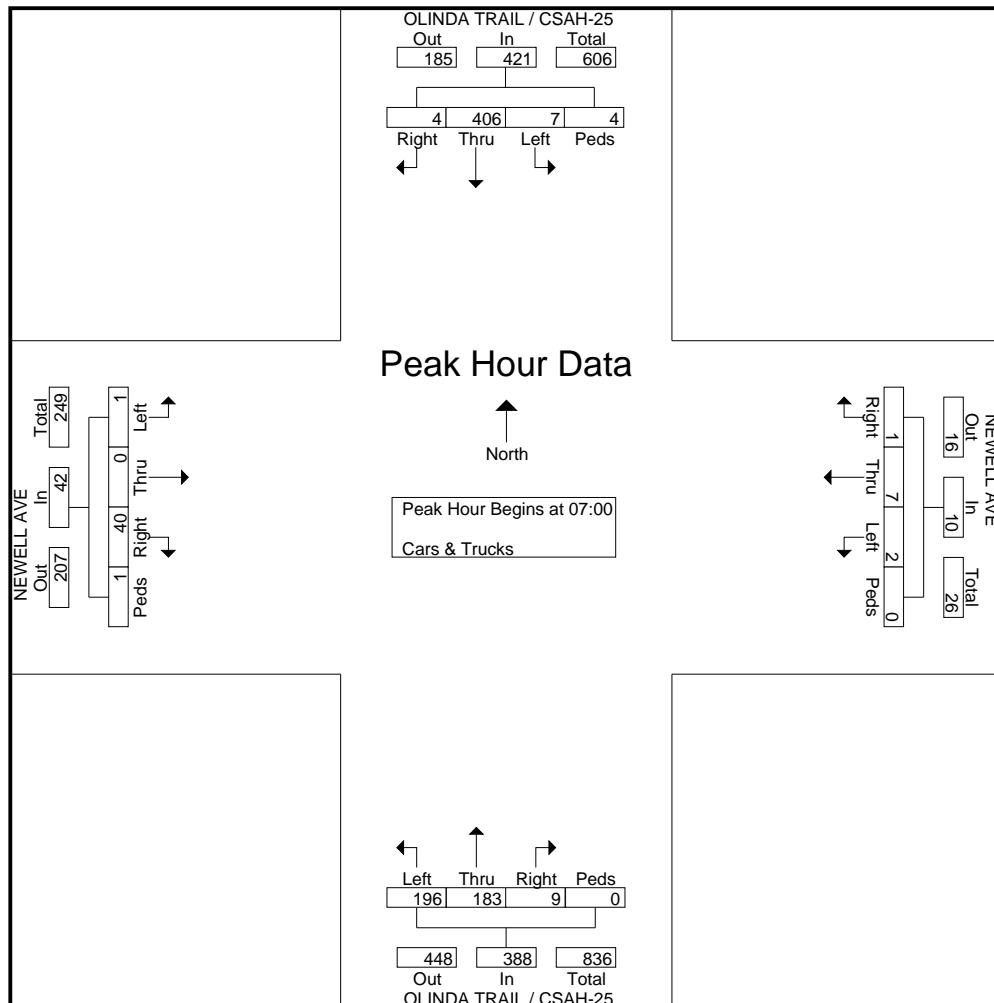 OLINDA TRAIL / CSAH-25
Out In Total
185 421 606
4 406 7 4
Right Thru Left Peds
Peak Hour Data
North
Peak Hour Begins at 07:00
Cars & Trucks
NEWELL AVE
Out In Total
207 42 249
1 0 40 1
Left Thru Right Peds
NEWELL AVE
Out In Total
16 10 26
1 7 2 0
Right Thru Left Peds
Left Thru Right Peds
196 183 9 0
448 388 836
Out In Total
OLINDA TRAIL / CSAH-25